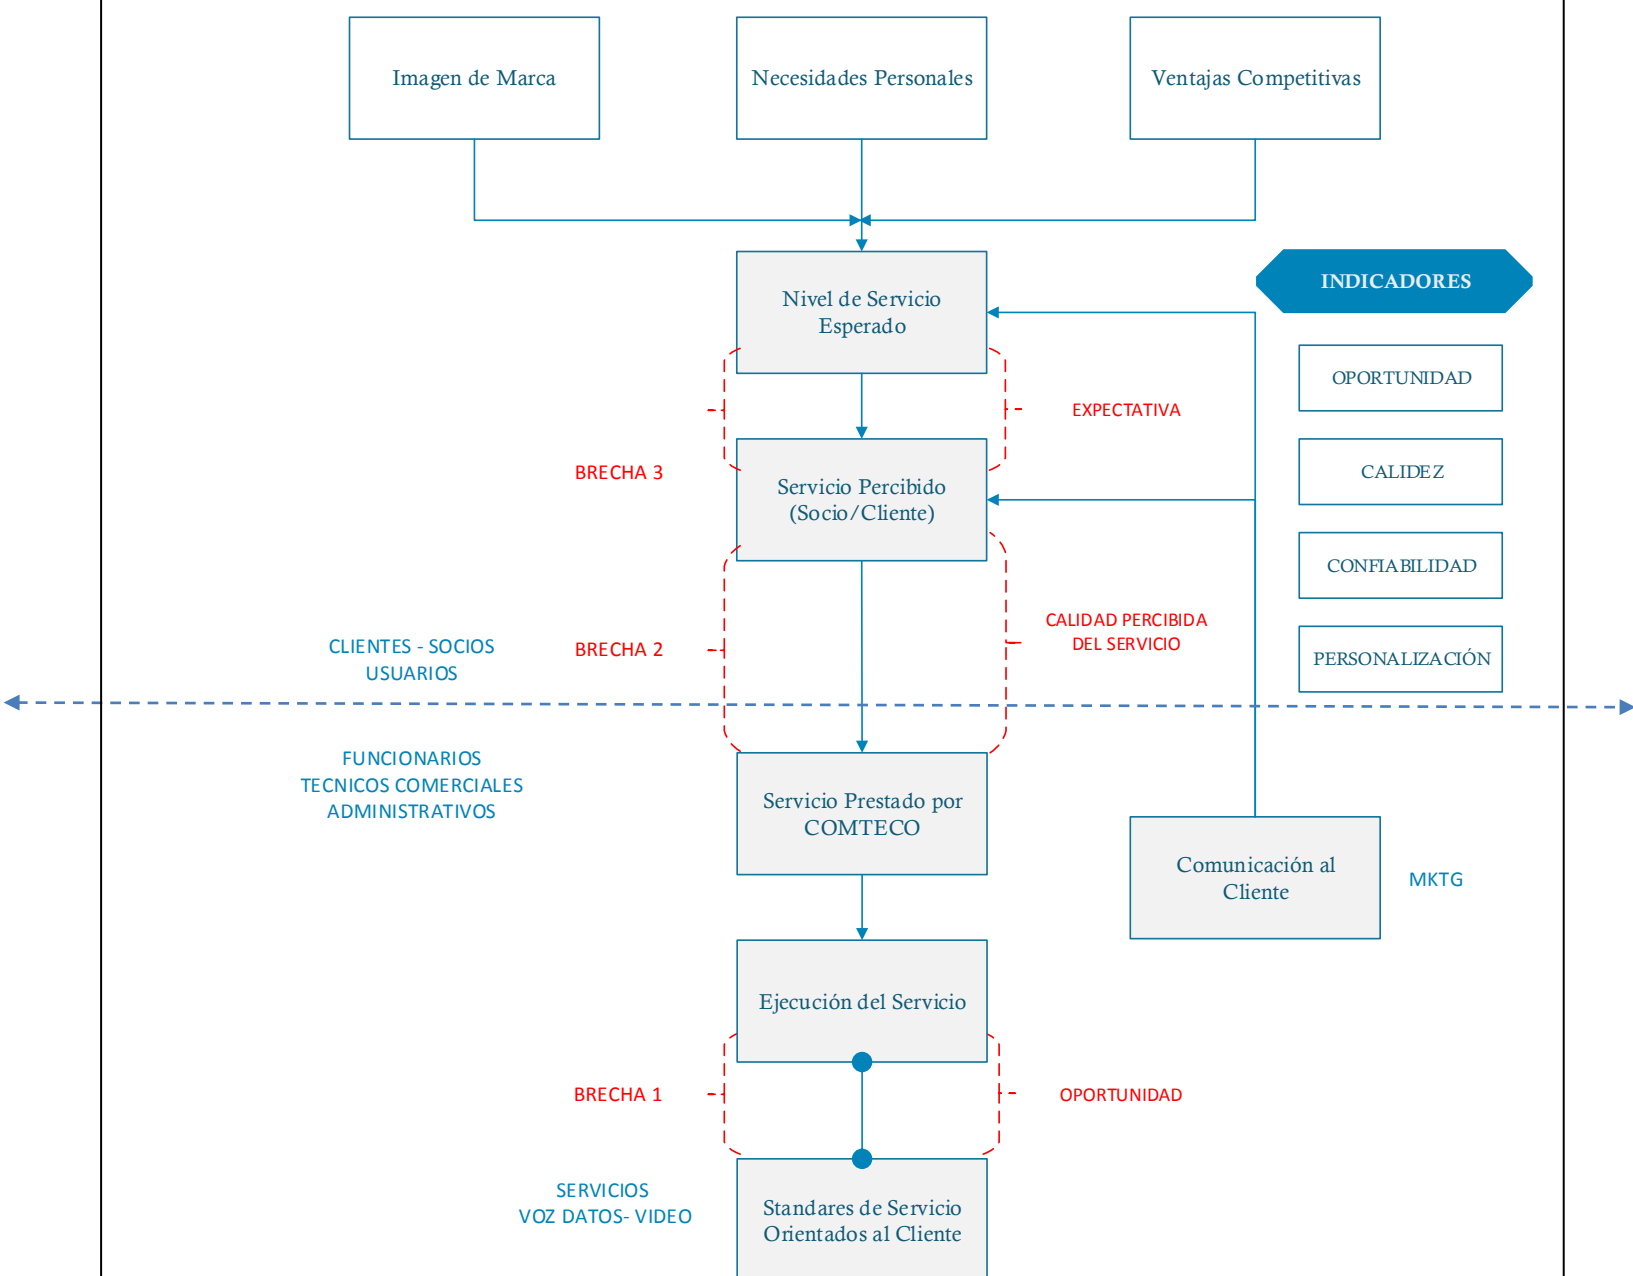 Imagen de Marca
Necesidades Personales
Ventajas Competitivas
Nivel de Servicio
Esperado
INDICADORES
OPORTUNIDAD
EXPECTATIVA
BRECHA 3
Servicio Percibido
(Socio/Cliente)
CALIDEZ
CONFIABILIDAD
CALIDAD PERCIBIDA
DEL SERVICIO
CLIENTES - SOCIOS
USUARIOS
BRECHA 2
PERSONALIZACIÓN
FUNCIONARIOS
TECNICOS COMERCIALES
ADMINISTRATIVOS
Servicio Prestado por
COMTECO
Comunicación al
Cliente
MKTG
Ejecución del Servicio
BRECHA 1
OPORTUNIDAD
SERVICIOS
VOZ DATOS- VIDEO
Standares de Servicio
Orientados al Cliente